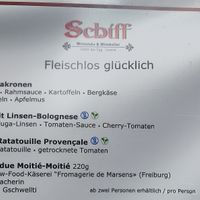 Schiff
Fleischlos glücklich
akronen
• Rahmsauce • Kartoffeln • Bergkäse
eln • Apfelmus
it Linsen-Bolognese
uga-Linsen • Tomaten-Sauce • Cherry-Tomaten
Ratatouille Provençale
atatouille • getrocknete Tomaten
due Moitié-Moitié 220g
w-Food-Käserei "Fromagerie de Marsens» (Freiburg)
acherin
Gschwellti
ab zwei Personen erhältlich / pro Person